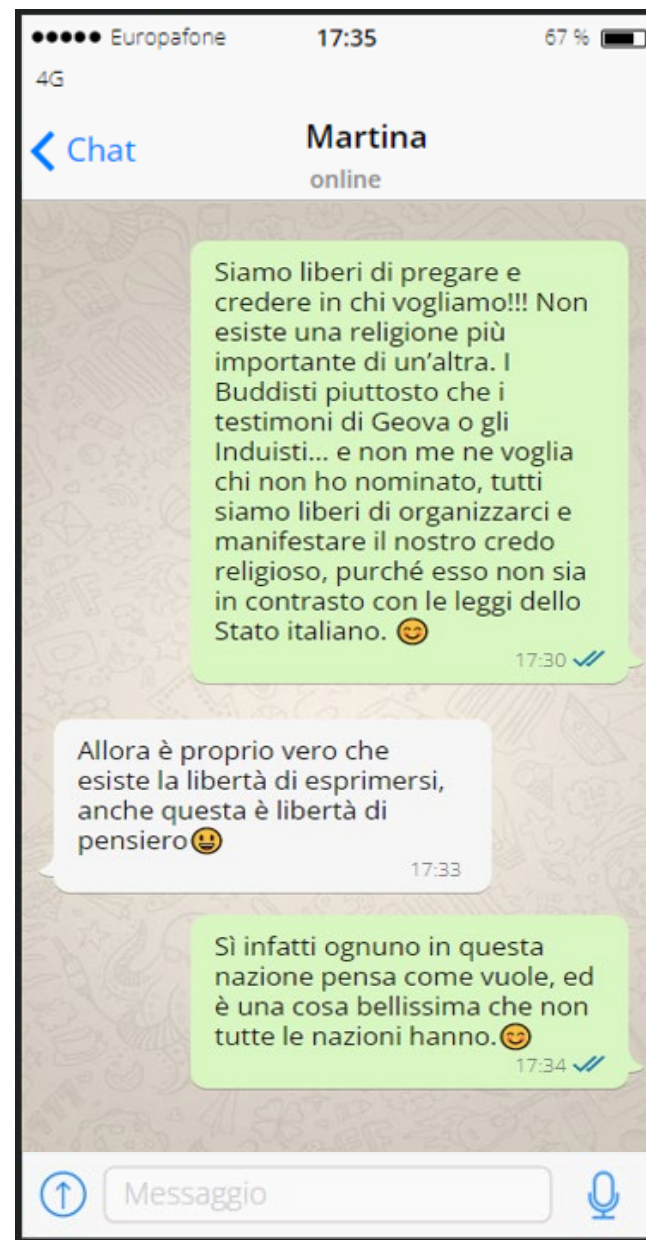 ●●●●● Europafone 17:35 67 %
4G
Chat Martina
online
Siamo liberi di pregare e
credere in chi vogliamo!!! Non
esiste una religione più
importante di un'altra. I
Buddisti piuttosto che i
testimoni di Geova o gli
Induisti... e non me ne voglia
chi non ho nominato, tutti
siamo liberi di organizzarci e
manifestare il nostro credo
religioso, purché esso non sia
in contrasto con le leggi dello
Stato italiano. 😊
17:30
Allora è proprio vero che
esiste la libertà di esprimersi,
anche questa è libertà di
pensiero😃
17:33
Sì infatti ognuno in questa
nazione pensa come vuole, ed
è una cosa bellissima che non
tutte le nazioni hanno.😊
17:34
Messaggio